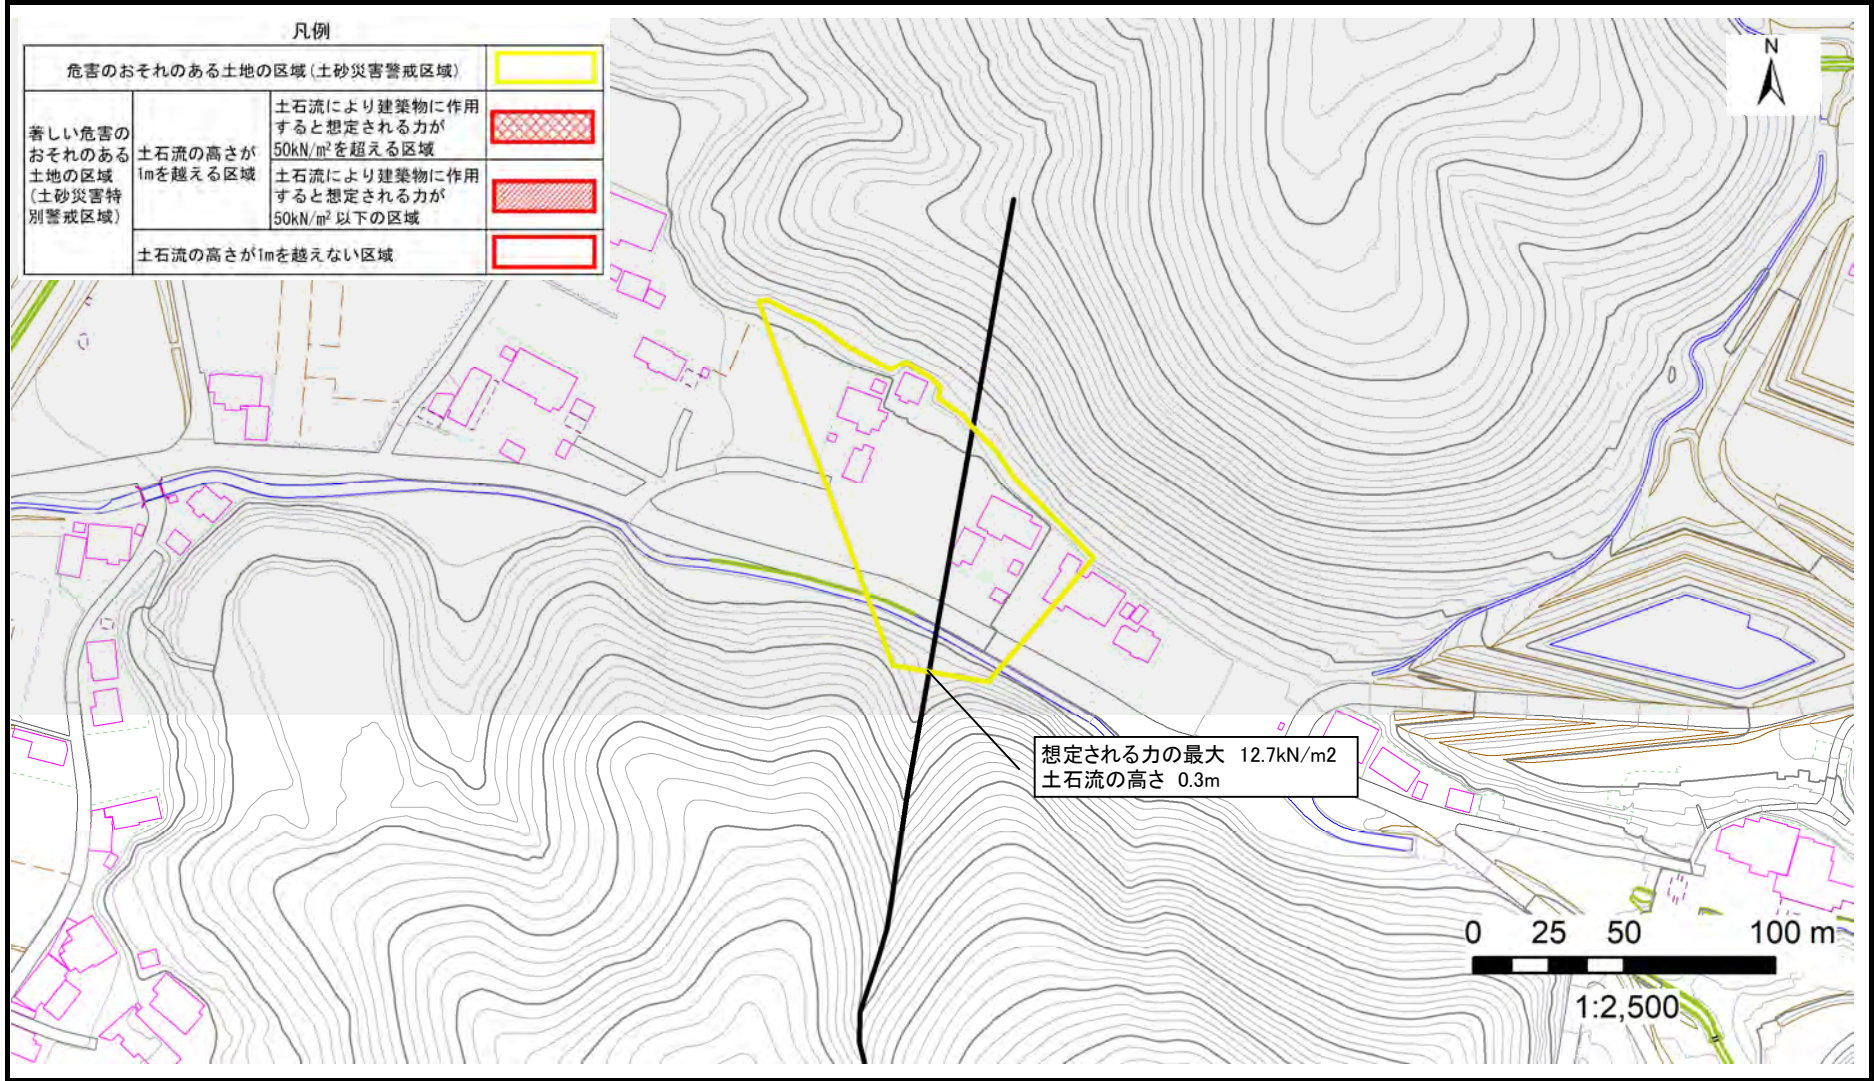 凡例
危害のおそれのある土地の区域(土砂災害警戒区域)
著しい危害の
おそれのある
土地の区域
(土砂災害特
別警戒区域)
土石流の高さが
1mを越える区域
土石流により建築物に作用
すると想定される力が
50kN/m²を超える区域
土石流により建築物に作用
すると想定される力が
50kN/m²以下の区域
土石流の高さが1mを越えない区域
N
想定される力の最大 12.7kN/m2
土石流の高さ 0.3m
0 25 50 100 m
1:2,500